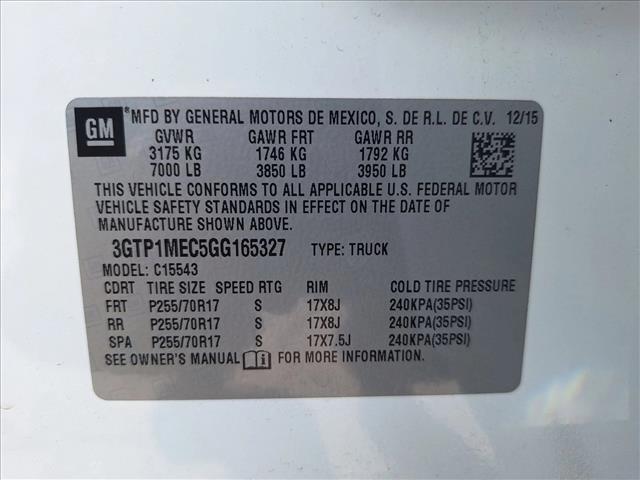 GM
®MFD BY GENERAL MOTORS DE MEXICO, S. DE R.L. DE C.V. 12/15
GVWR GAWR FRT GAWR RR
3175 KG 1746 KG 1792 KG
7000 LB 3850 LB 3950 LB
THIS VEHICLE CONFORMS TO ALL APPLICABLE U.S. FEDERAL MOTOR
VEHICLE SAFETY STANDARDS IN EFFECT ON THE DATE OF
MANUFACTURE SHOWN ABOVE.
3GTP1MEC5GG165327 TYPE: TRUCK
MODEL: C15543
CDRT TIRE SIZE SPEED RTG RIM COLD TIRE PRESSURE
FRT P255/70R17 S 17X8J 240KPA(35PSI)
RR P255/70R17 S 17X8J 240KPA(35PSI)
SPA P255/70R17 S 17X7.5J 240KPA(35PSI)
SEE OWNER'S MANUAL FOR MORE INFORMATION.